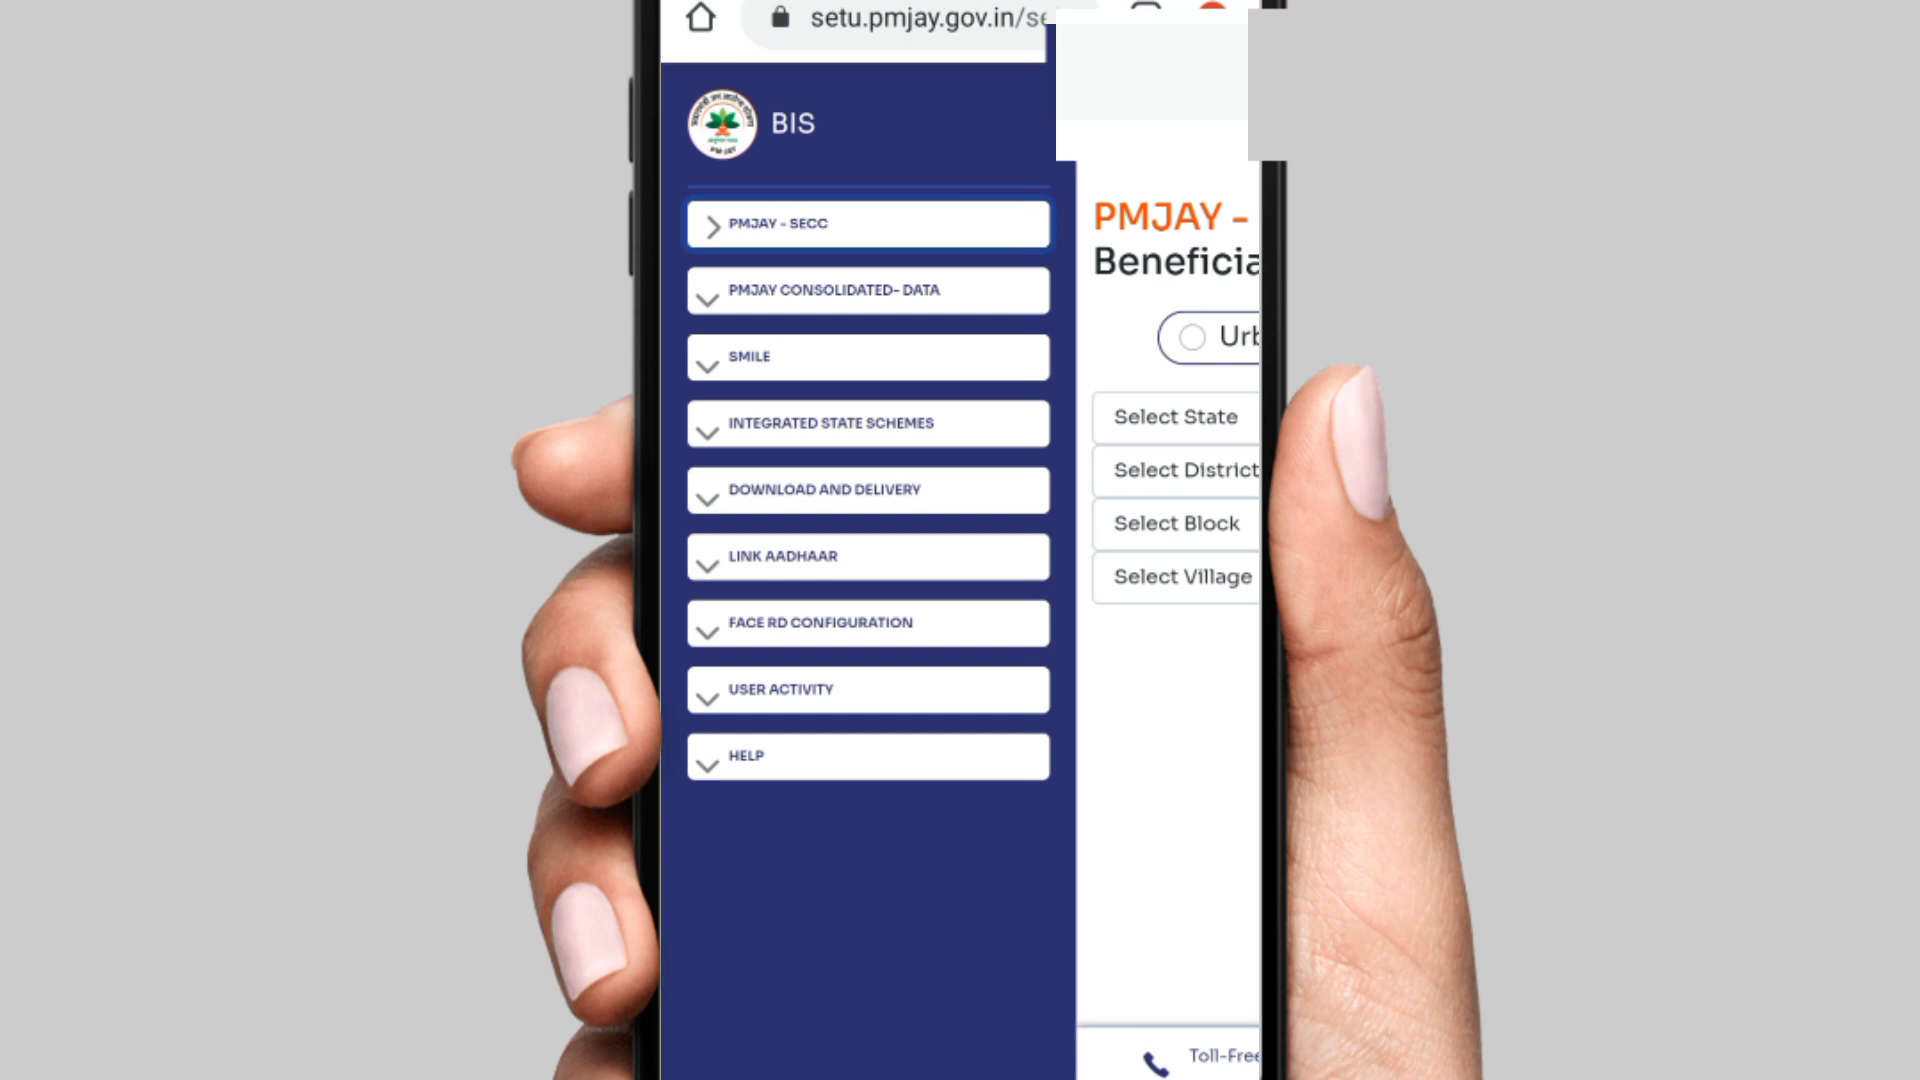 setu.pmjay.gov.in/se
BIS
PM-JAY
PMJAY - SECC
PMJAY CONSOLIDATED- DATA
SMILE
INTEGRATED STATE SCHEMES
DOWNLOAD AND DELIVERY
LINK AADHAAR
FACE RD CONFIGURATION
USER ACTIVITY
HELP
PMJAY -
Beneficia
Urb
Select State
Select District
Select Block
Select Village
Toll-Free